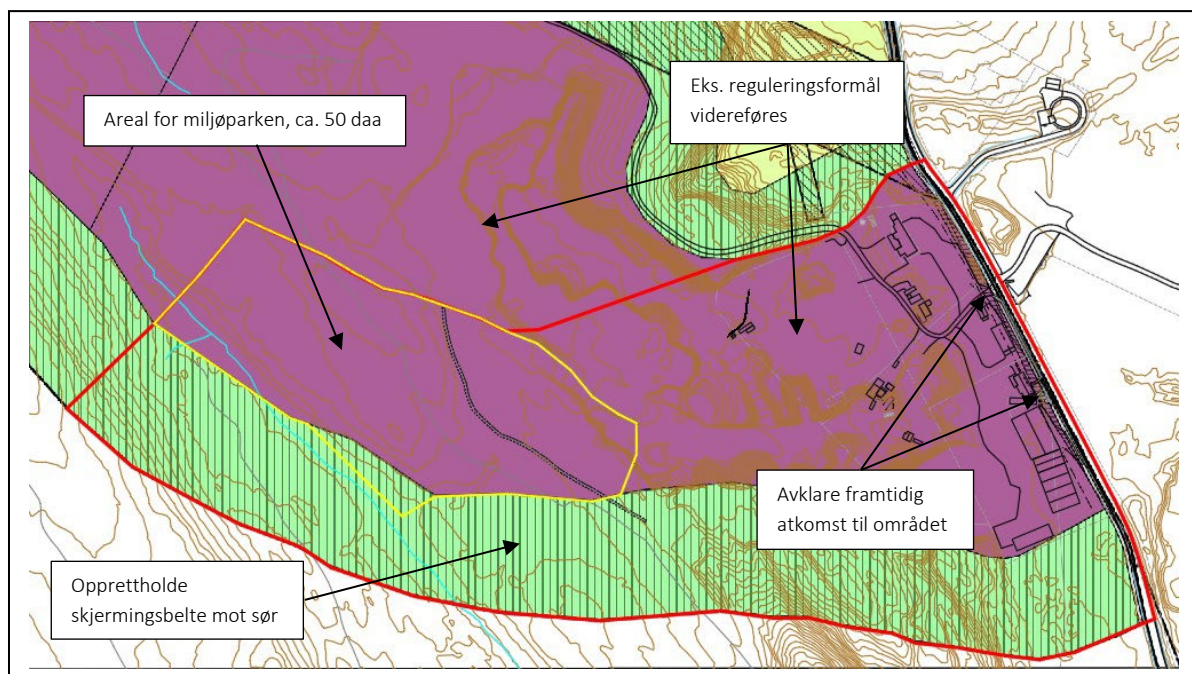 Areal for miljøparken, ca. 50 daa
Eks. reguleringsformål
videreføres
Avklare framtidig
atkomst til området
Opprettholde
skjermingsbelte mot sør